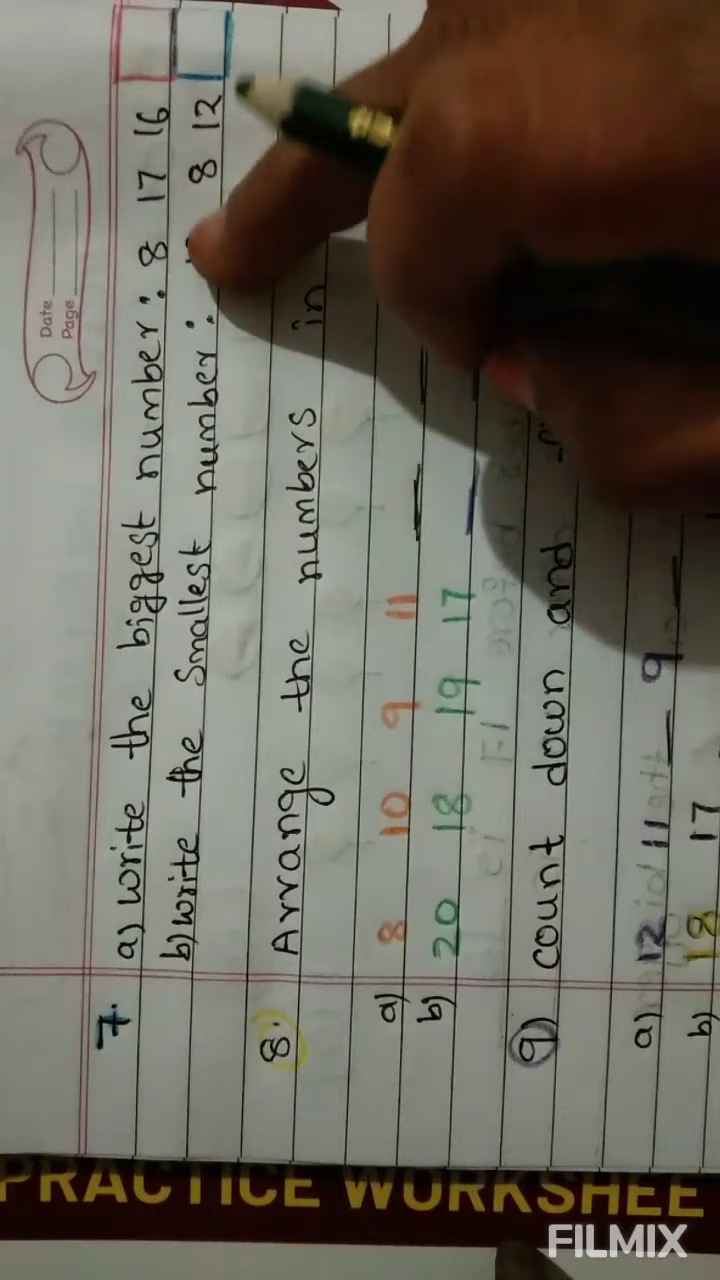 Date
Page
7. a) write the biggest number : 8 17 16
b) write the Smallest number : 8 12
8. Arrange the numbers in
a) 8 10 9 11
b) 20 18 19 17
9) count down and
a) 12 11 _ 9 _
b) 18 17
PRACTICE WORKSHEE
FILMIX